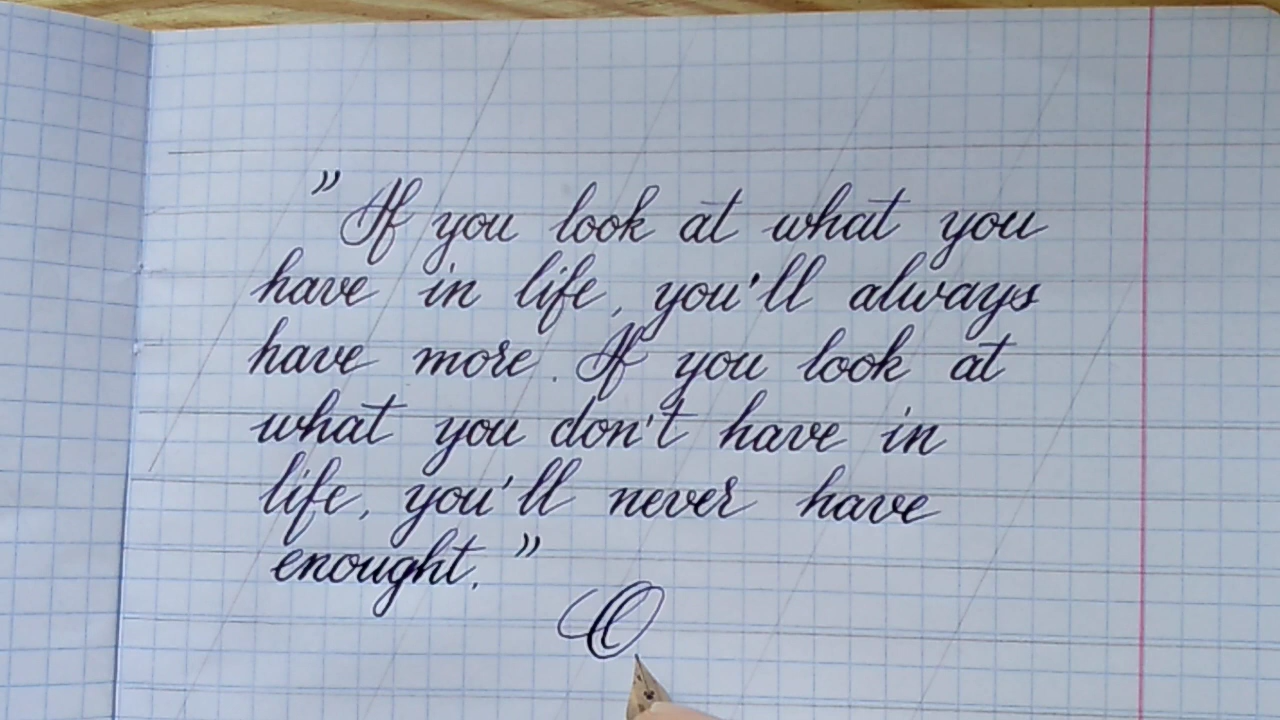 ”If you look at what you
have in life, you'll always
have more. If you look at
what you don't have in
life, you'll never have
enought.”
O